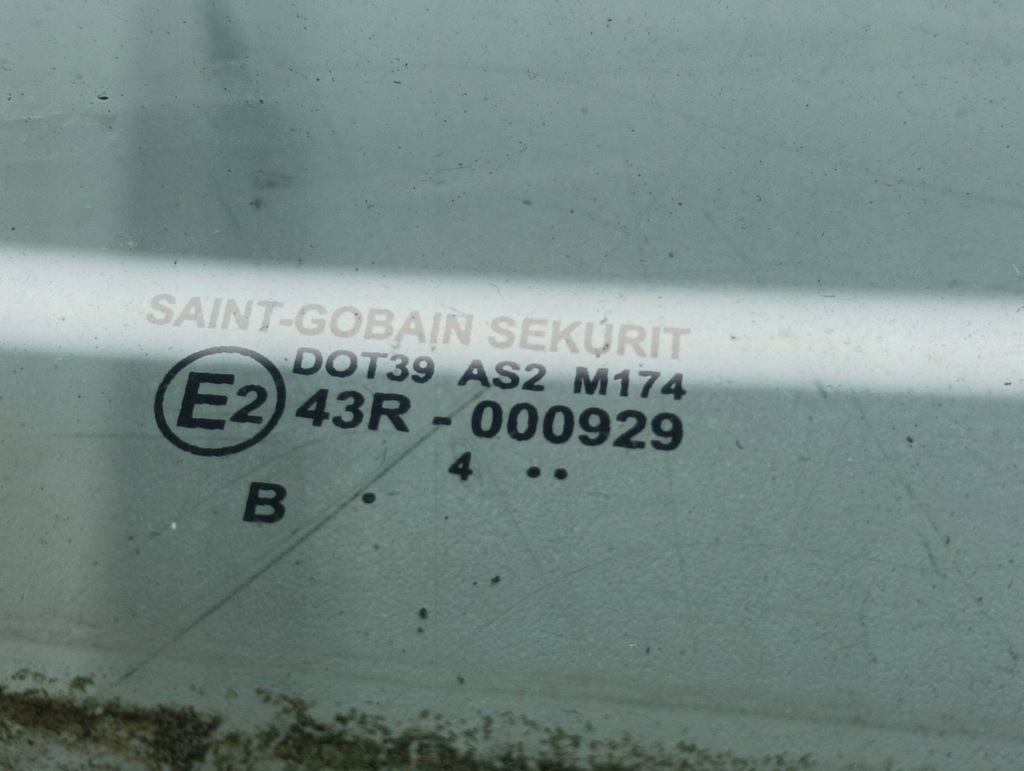 SAINT-GOBAIN SEKURIT
DOT39 AS2 M174
E2 43R - 000929
4 ••
B •